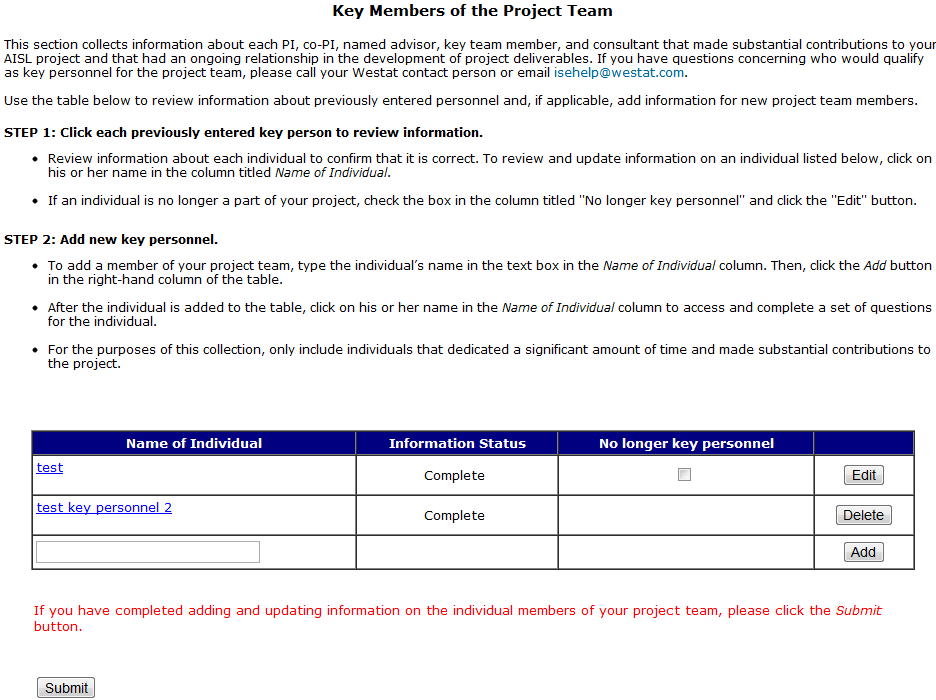 Key Members of the Project Team
This section collects information about each PI, co-PI, named advisor, key team member, and consultant that made substantial contributions to your
AISL project and that had an ongoing relationship in the development of project deliverables. If you have questions concerning who would qualify
as key personnel for the project team, please call your Westat contact person or email isehelp@westat.com.
Use the table below to review information about previously entered personnel and, if applicable, add information for new project team members.
STEP 1: Click each previously entered key person to review information.
• Review information about each individual to confirm that it is correct. To review and update information on an individual listed below, click on
his or her name in the column titled Name of Individual.
• If an individual is no longer a part of your project, check the box in the column titled "No longer key personnel" and click the "Edit" button.
STEP 2: Add new key personnel.
• To add a member of your project team, type the individual's name in the text box in the Name of Individual column. Then, click the Add button
in the right-hand column of the table.
• After the individual is added to the table, click on his or her name in the Name of Individual column to access and complete a set of questions
for the individual.
• For the purposes of this collection, only include individuals that dedicated a significant amount of time and made substantial contributions to
the project.
Name of Individual Information Status No longer key personnel
test Complete Edit
test key personnel 2 Complete Delete
Add
If you have completed adding and updating information on the individual members of your project team, please click the Submit
button.
Submit